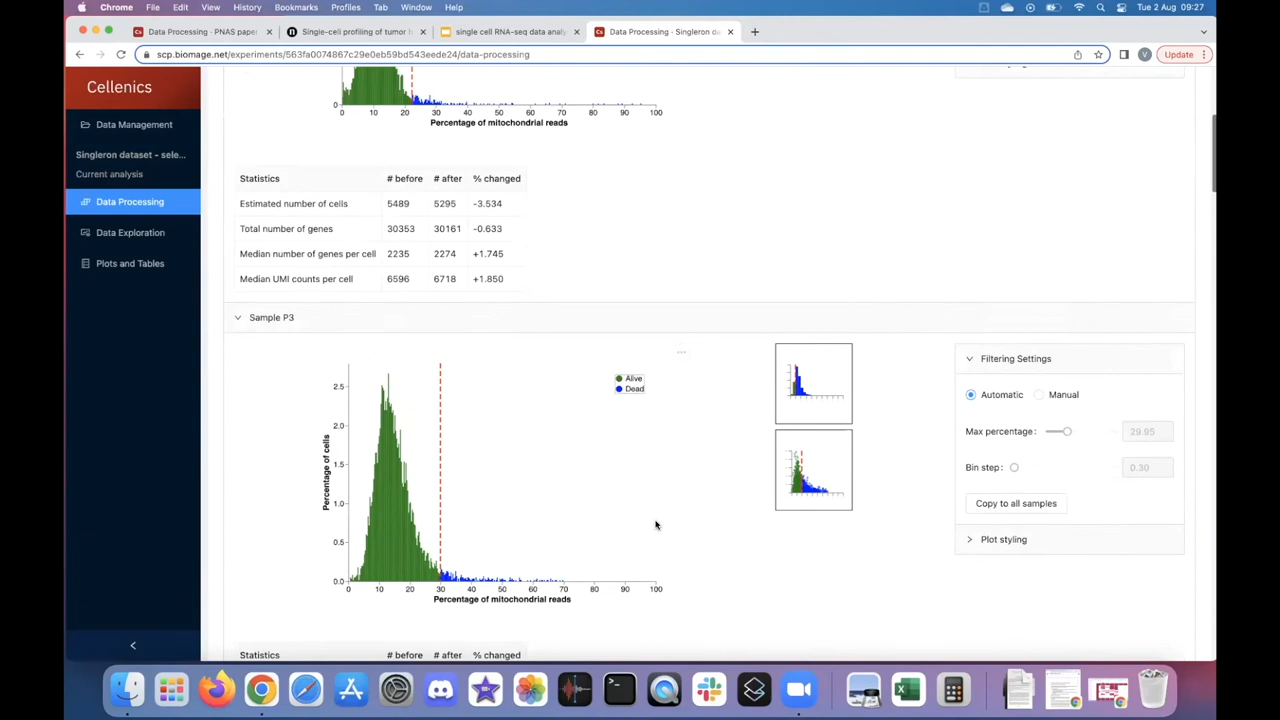 Chrome File Edit View History Bookmarks Profiles Tab Window Help Tue 2 Aug 09:27
Data Processing - PNAS paper Single-cell profiling of tumor h single cell RNA-seq data analy Data Processing - Singleron da
scp.biomage.net/experiments/563fa0074867c29e0eb59bd543eede24/data-processing V Update
Cellenics
Data Management
Singleron dataset - sele...
Current analysis
Data Processing
Data Exploration
Plots and Tables
0
0 10 20 30 40 50 60 70 80 90 100
Percentage of mitochondrial reads
Statistics # before # after % changed
Estimated number of cells 5489 5295 -3.534
Total number of genes 30353 30161 -0.633
Median number of genes per cell 2235 2274 +1.745
Median UMI counts per cell 6596 6718 +1.850
Sample P3
Alive
Dead
Percentage of cells
2.5
2.0
1.5
1.0
0.5
0.0
0 10 20 30 40 50 60 70 80 90 100
Percentage of mitochondrial reads
Filtering Settings
Automatic Manual
Max percentage: 29.95
Bin step: 0.30
Copy to all samples
Plot styling
Statistics # before # after % changed